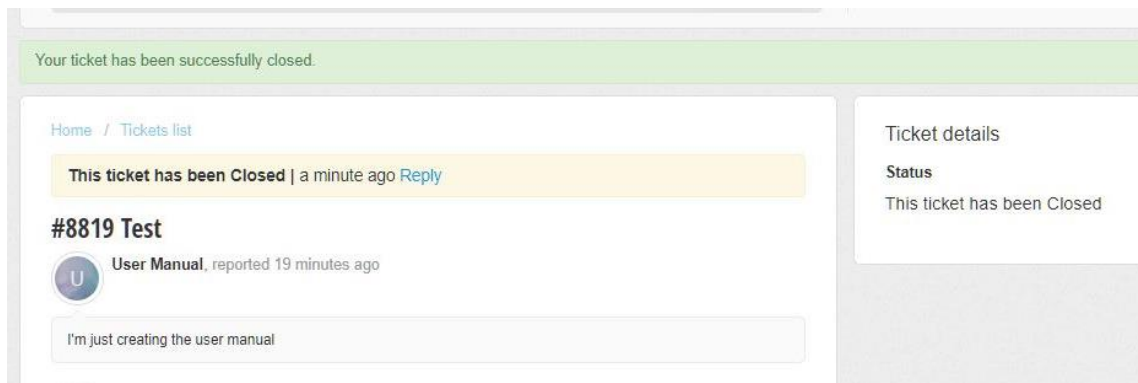 Your ticket has been successfully closed.
Home / Tickets list
This ticket has been Closed | a minute ago Reply
#8819 Test
U
User Manual, reported 19 minutes ago
I'm just creating the user manual
Ticket details
Status
This ticket has been Closed